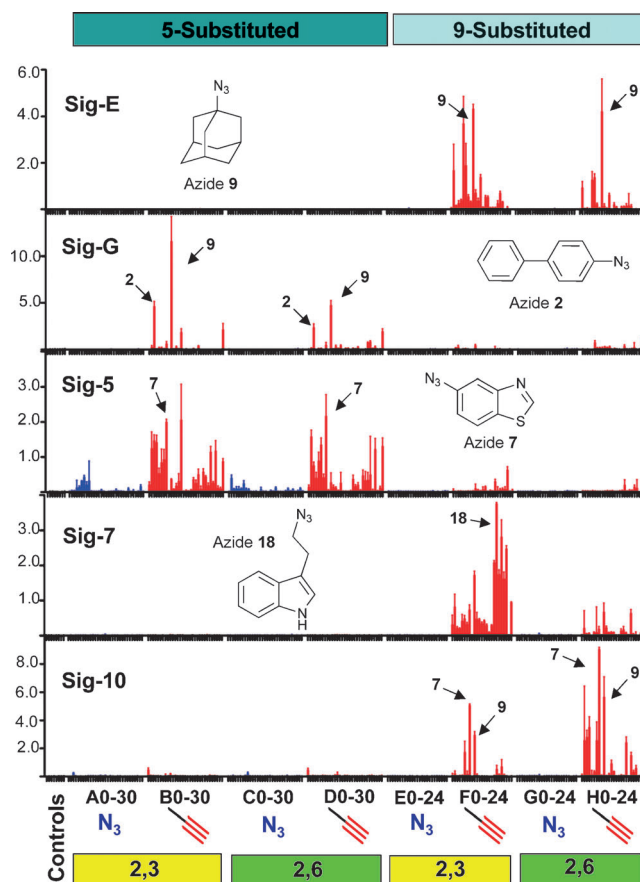 5-Substituted 9-Substituted
6.0
Sig-E
N₃
9
9
4.0
2.0
Azide 9
Sig-G
9
10.0
2
9
2
N₃
5.0
Azide 2
Sig-5
7
7
N₃
N
S
3.0
2.0
1.0
Azide 7
Sig-7
N₃
18
3.0
Azide 18
2.0
1.0
N
H
Sig-10
7
8.0
7
9
9
6.0
4.0
2.0
0.0
Controls
A0-30 B0-30 C0-30 D0-30 E0-24 F0-24 G0-24 H0-24
N₃ N₃ N₃ N₃
2,3 2,6 2,3 2,6